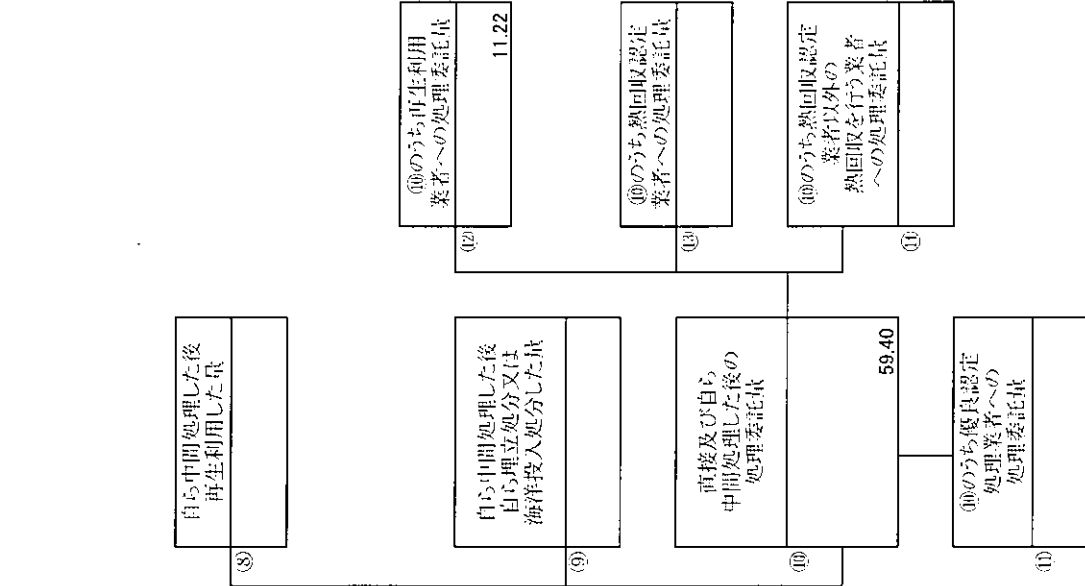 ⑧
自ら中間処理した後
再生利用した量
⑨
自ら中間処理した後
自ら埋立処分又は
海洋投入処分した量
⑩
直接及び自ら
中間処理した後の
処理委託量
59.40
⑪
⑩のうち優良認定
処理業者への
処理委託量
⑫
⑩のうち再生利用
業者への処理委託量
11.22
⑬
⑩のうち熱回収認定
業者への処理委託量
⑩のうち熱回収認定
業者以外の
熱回収を行う業者
への処理委託量